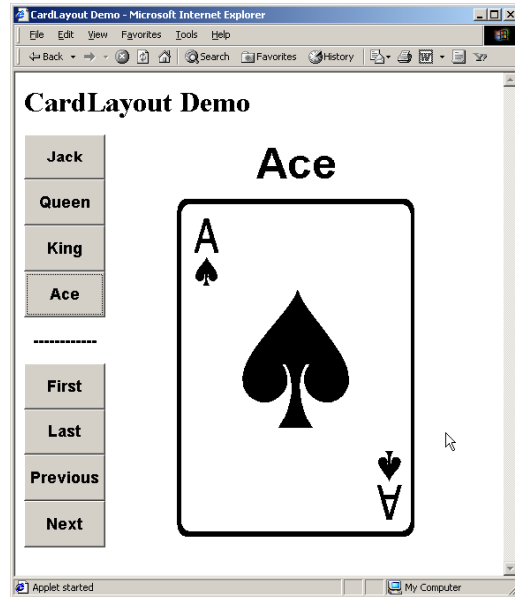 CardLayout Demo - Microsoft Internet Explorer
File Edit View Favorites Tools Help
Back Search Favorites History
CardLayout Demo
Jack
Queen
King
Ace
------------
First
Last
Previous
Next
Ace
A
A
Applet started My Computer